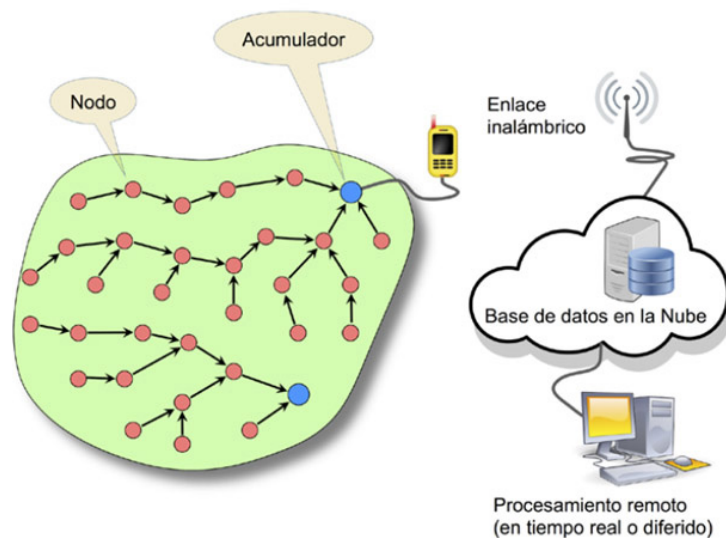 Acumulador
Nodo
Enlace
inalámbrico
Base de datos en la Nube
Procesamiento remoto
(en tiempo real o diferido)